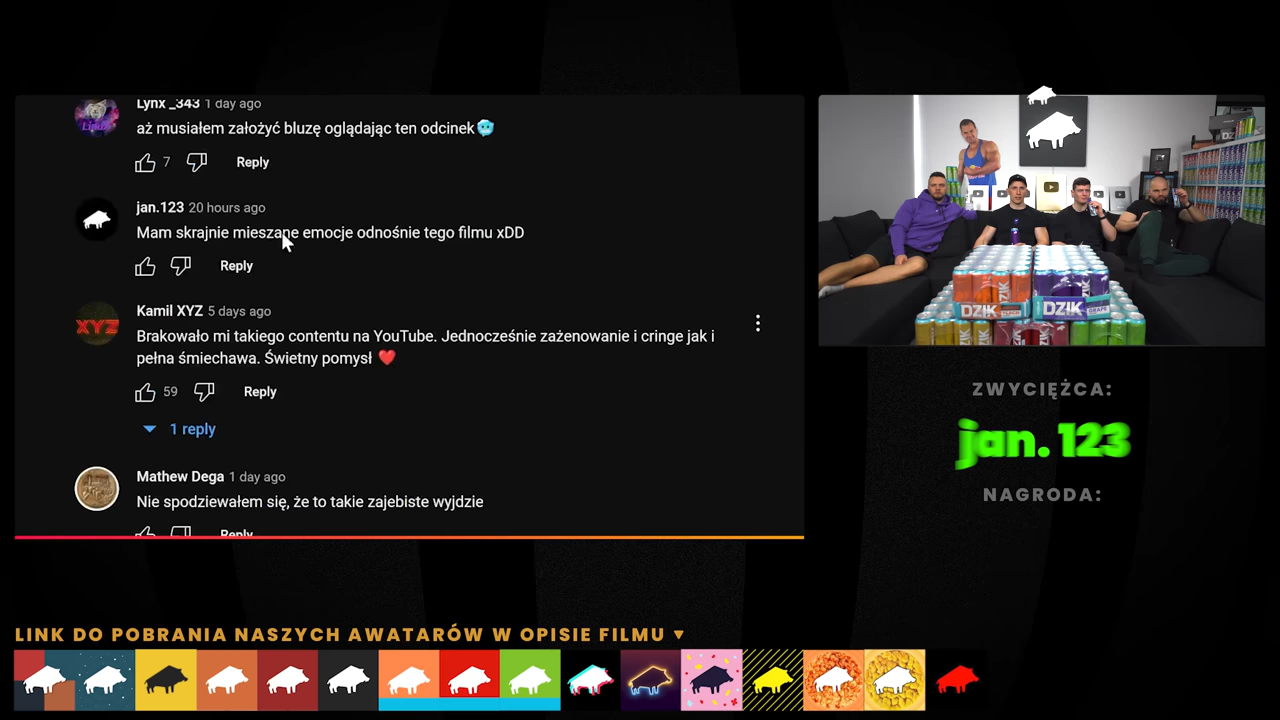 Lynx _343 1 day ago
aż musiałem założyć bluzę oglądając ten odcinek🥶
7 Reply
jan.123 20 hours ago
Mam skrajnie mieszane emocje odnośnie tego filmu xDD
Reply
Kamil XYZ 5 days ago
XYZ
Brakowało mi takiego contentu na YouTube. Jednocześnie zażenowanie i cringe jak i
pełna śmiechawa. Świetny pomysł ❤️
59 Reply
1 reply
Mathew Dega 1 day ago
Nie spodziewałem się, że to takie zajebiste wyjdzie
Reply
DZIK
DZIK
ZWYCIĘZCA:
jan. 123
NAGRODA:
LINK DO POBRANIA NASZYCH AWATARÓW W OPISIE FILMU ▼